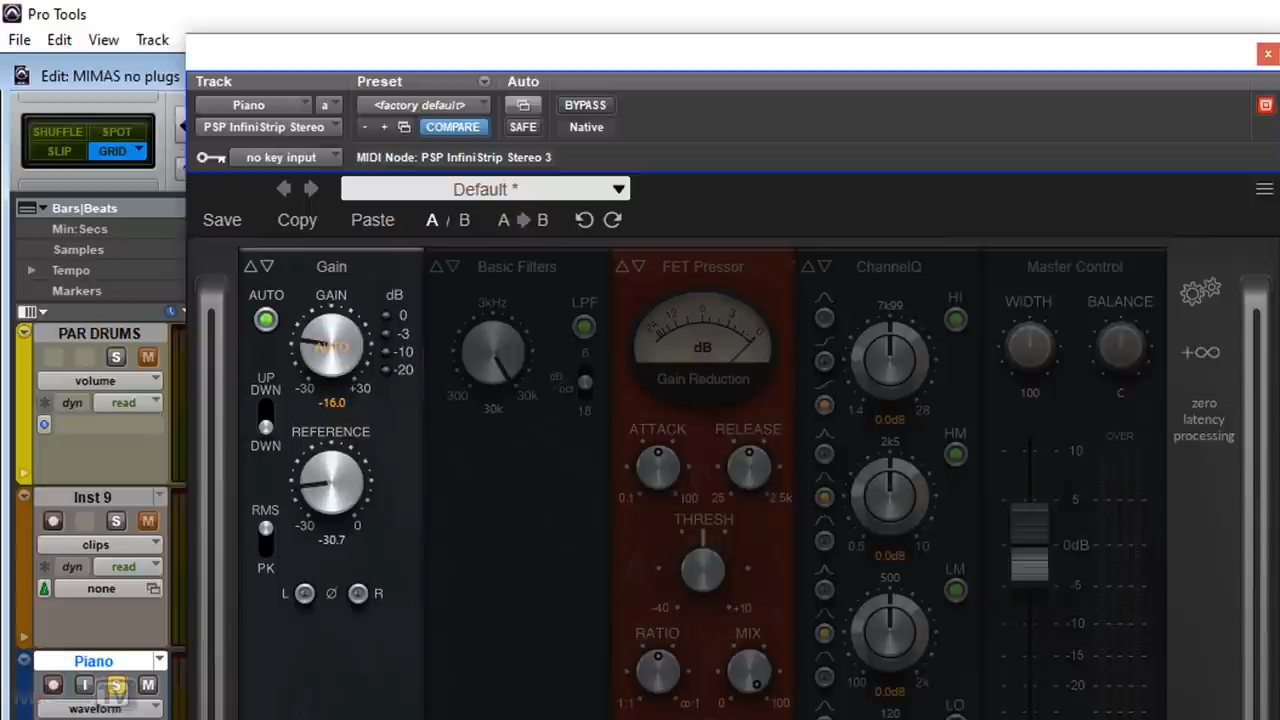 Pro Tools
File Edit View Track
Edit: MIMAS no plugs
Track Preset Auto
Piano a <factory default> BYPASS
PSP InfiniStrip Stereo - + COMPARE SAFE Native
no key input MIDI Node: PSP InfiniStrip Stereo 3
SHUFFLE SPOT
SLIP GRID
Bars|Beats
Min:Secs
Samples
Tempo
Markers
PAR DRUMS
S M
volume
dyn read
Inst 9
S M
clips
dyn read
none
Piano
I S M
waveform
Default *
Save Copy Paste A / B A B
Gain
AUTO GAIN dB
0
-3
-10
-20
AUTO
-30 +30
-16.0
UP
DWN
DWN
REFERENCE
-30 0
-30.7
RMS
PK
L Ø R
Basic Filters
3kHz LPF
300 30k
30k
6
dB
oct
18
FET Pressor
24 12 6 3 0
dB
Gain Reduction
ATTACK RELEASE
0.1 100 25 2.5k
THRESH
-40 +10
RATIO MIX
1:1 ∞:1 0 100
ChannelQ
7k99 HI
1.4 28
0.0dB
2k5 HM
0.5 10
0.0dB
500 LM
100 2k
0.0dB
120 LO
Master Control
WIDTH BALANCE
100 C
OVER
10
5
0dB
-5
-10
-15
-20
+∞
zero
latency
processing